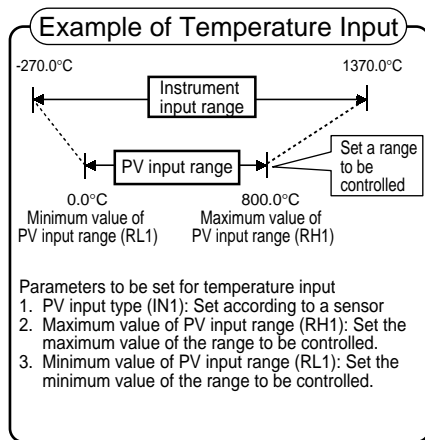 Example of Temperature Input
-270.0°C
1370.0°C
Instrument
input range
PV input range
Set a range
to be
controlled
0.0°C
Minimum value of
PV input range (RL1)
800.0°C
Maximum value of
PV input range (RH1)
Parameters to be set for temperature input
1. PV input type (IN1): Set according to a sensor
2. Maximum value of PV input range (RH1): Set the
maximum value of the range to be controlled.
3. Minimum value of PV input range (RL1): Set the
minimum value of the range to be controlled.